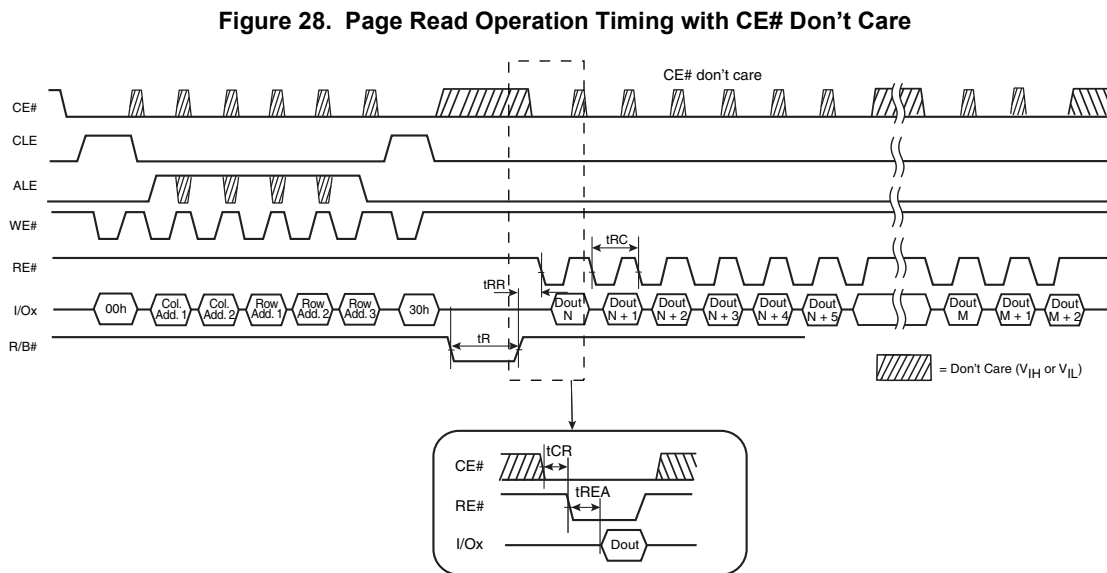 Figure 28. Page Read Operation Timing with CE# Don't Care
CE# don't care
CE#
CLE
ALE
WE#
tRC
RE#
tRR
I/Ox
00h
Col. Add. 1
Col. Add. 2
Row Add. 1
Row Add. 2
Row Add. 3
30h
Dout N
Dout N + 1
Dout N + 2
Dout N + 3
Dout N + 4
Dout N + 5
Dout M
Dout M + 1
Dout M + 2
R/B#
tR
= Don't Care (VIH or VIL)
tCR
CE#
tREA
RE#
I/Ox
Dout